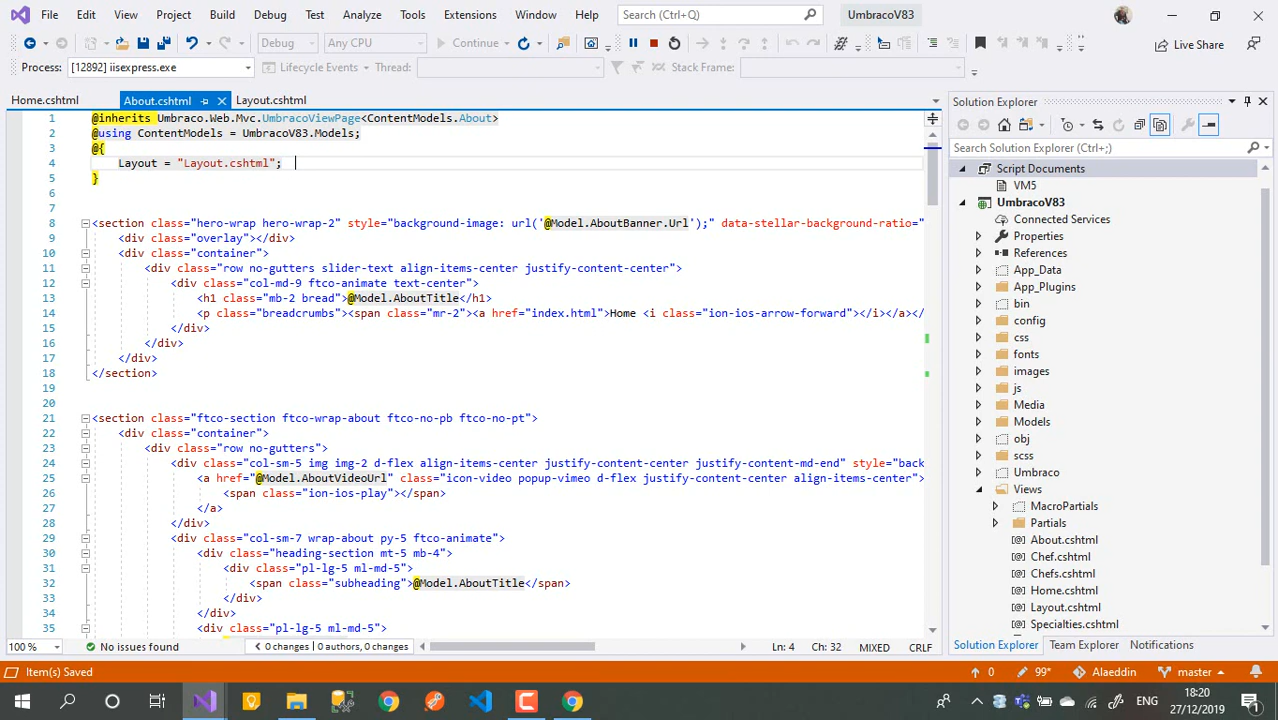 File Edit View Project Build Debug Test Analyze Tools Extensions Window Help Search (Ctrl+Q) UmbracoV83
Debug Any CPU Continue Live Share
Process: [12892] iisexpress.exe Lifecycle Events Thread: Stack Frame:
Home.cshtml About.cshtml Layout.cshtml
1 @inherits Umbraco.Web.Mvc.UmbracoViewPage<ContentModels.About>
2 @using ContentModels = UmbracoV83.Models;
3 @{
4 Layout = "Layout.cshtml";
5 }
6
7
8 <section class="hero-wrap hero-wrap-2" style="background-image: url('@Model.AboutBanner.Url');" data-stellar-background-ratio="
9 <div class="overlay"></div>
10 <div class="container">
11 <div class="row no-gutters slider-text align-items-center justify-content-center">
12 <div class="col-md-9 ftco-animate text-center">
13 <h1 class="mb-2 bread">@Model.AboutTitle</h1>
14 <p class="breadcrumbs"><span class="mr-2"><a href="index.html">Home <i class="ion-ios-arrow-forward"></i></a></
15 </div>
16 </div>
17 </div>
18 </section>
19
20
21 <section class="ftco-section ftco-wrap-about ftco-no-pb ftco-no-pt">
22 <div class="container">
23 <div class="row no-gutters">
24 <div class="col-sm-5 img img-2 d-flex align-items-center justify-content-center justify-content-md-end" style="back
25 <a href="@Model.AboutVideoUrl" class="icon-video popup-vimeo d-flex justify-content-center align-items-center">
26 <span class="ion-ios-play"></span>
27 </a>
28 </div>
29 <div class="col-sm-7 wrap-about py-5 ftco-animate">
30 <div class="heading-section mt-5 mb-4">
31 <div class="pl-lg-5 ml-md-5">
32 <span class="subheading">@Model.AboutTitle</span>
33 </div>
34 </div>
35 <div class="pl-lg-5 ml-md-5">
100 % No issues found 0 changes | 0 authors, 0 changes Ln: 4 Ch: 32 MIXED CRLF
Solution Explorer
Search Solution Explorer (Ctrl+;)
Script Documents
VM5
UmbracoV83
Connected Services
Properties
References
App_Data
App_Plugins
bin
config
css
fonts
images
js
Media
Models
obj
scss
Umbraco
Views
MacroPartials
Partials
About.cshtml
Chef.cshtml
Chefs.cshtml
Home.cshtml
Layout.cshtml
Specialties.cshtml
Solution Explorer Team Explorer Notifications
Item(s) Saved 0 99* Alaeddin master
ENG 18:20
27/12/2019 1